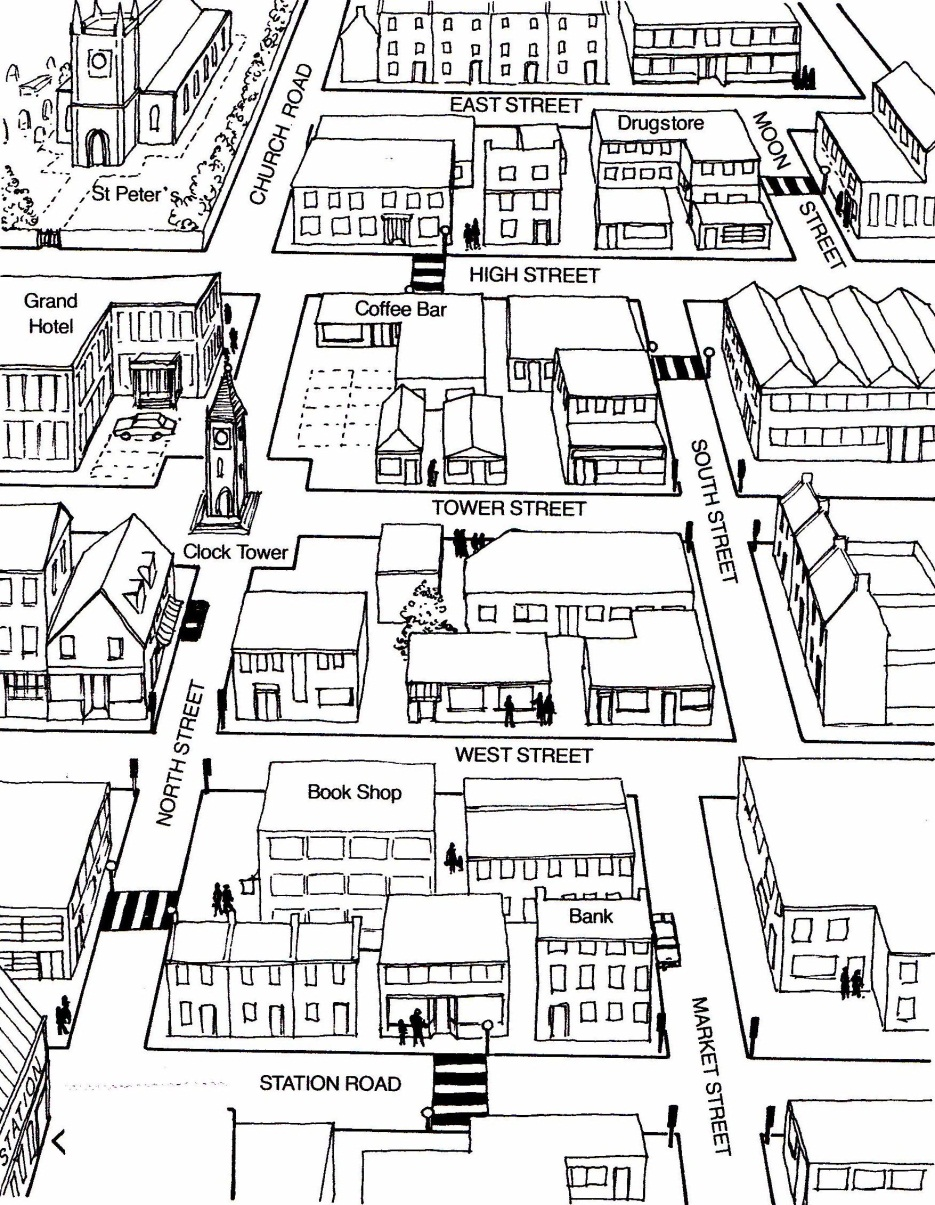 CHURCH ROAD
EAST STREET
Drugstore
MOON
STREET
St Peter's
HIGH STREET
Grand
Hotel
Coffee Bar
TOWER STREET
SOUTH STREET
Clock Tower
NORTH STREET
WEST STREET
Book Shop
Bank
MARKET STREET
STATION ROAD
STATION